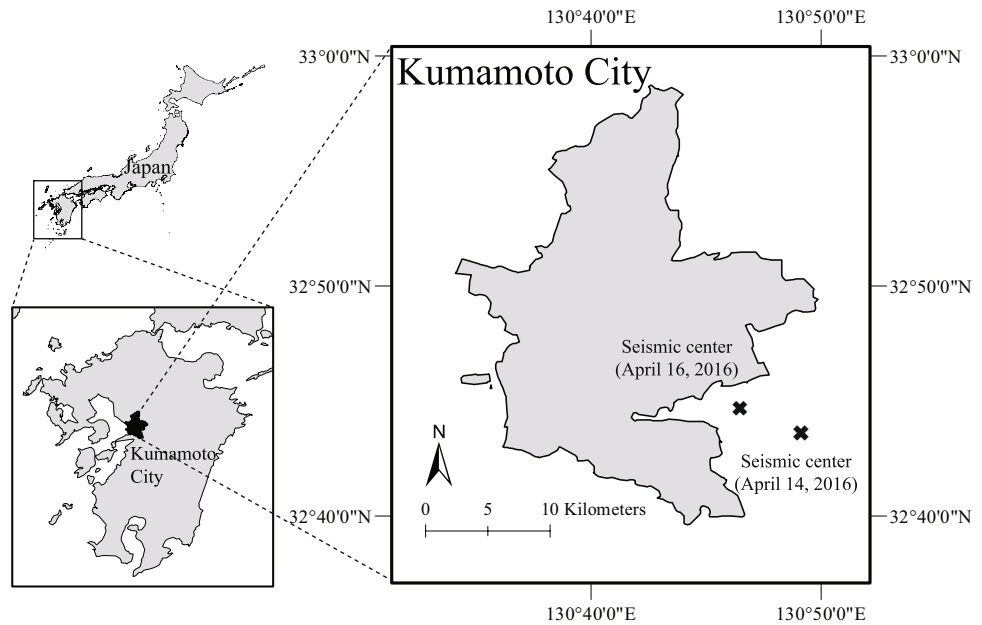 130°40'0"E
130°50'0"E
33°0'0"N
33°0'0"N
Kumamoto City
Japan
32°50'0"N
32°50'0"N
Seismic center
(April 16, 2016)
N
Kumamoto
City
Seismic center
(April 14, 2016)
0 5 10 Kilometers
32°40'0"N
32°40'0"N
130°40'0"E
130°50'0"E